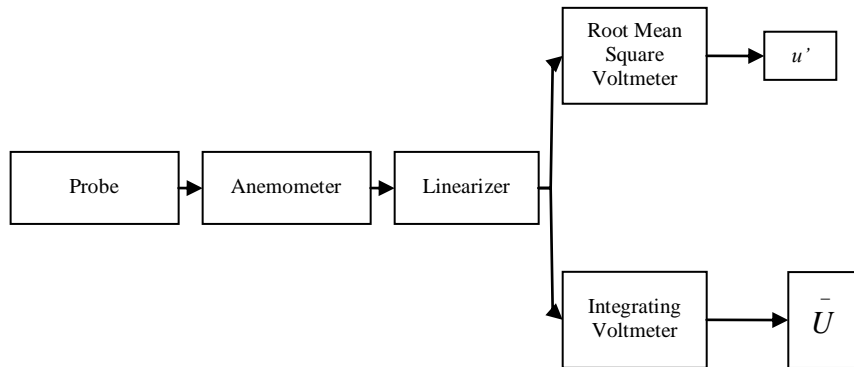 Root Mean
Square
Voltmeter
u’
Probe
Anemometer
Linearizer
Integrating
Voltmeter
Ū